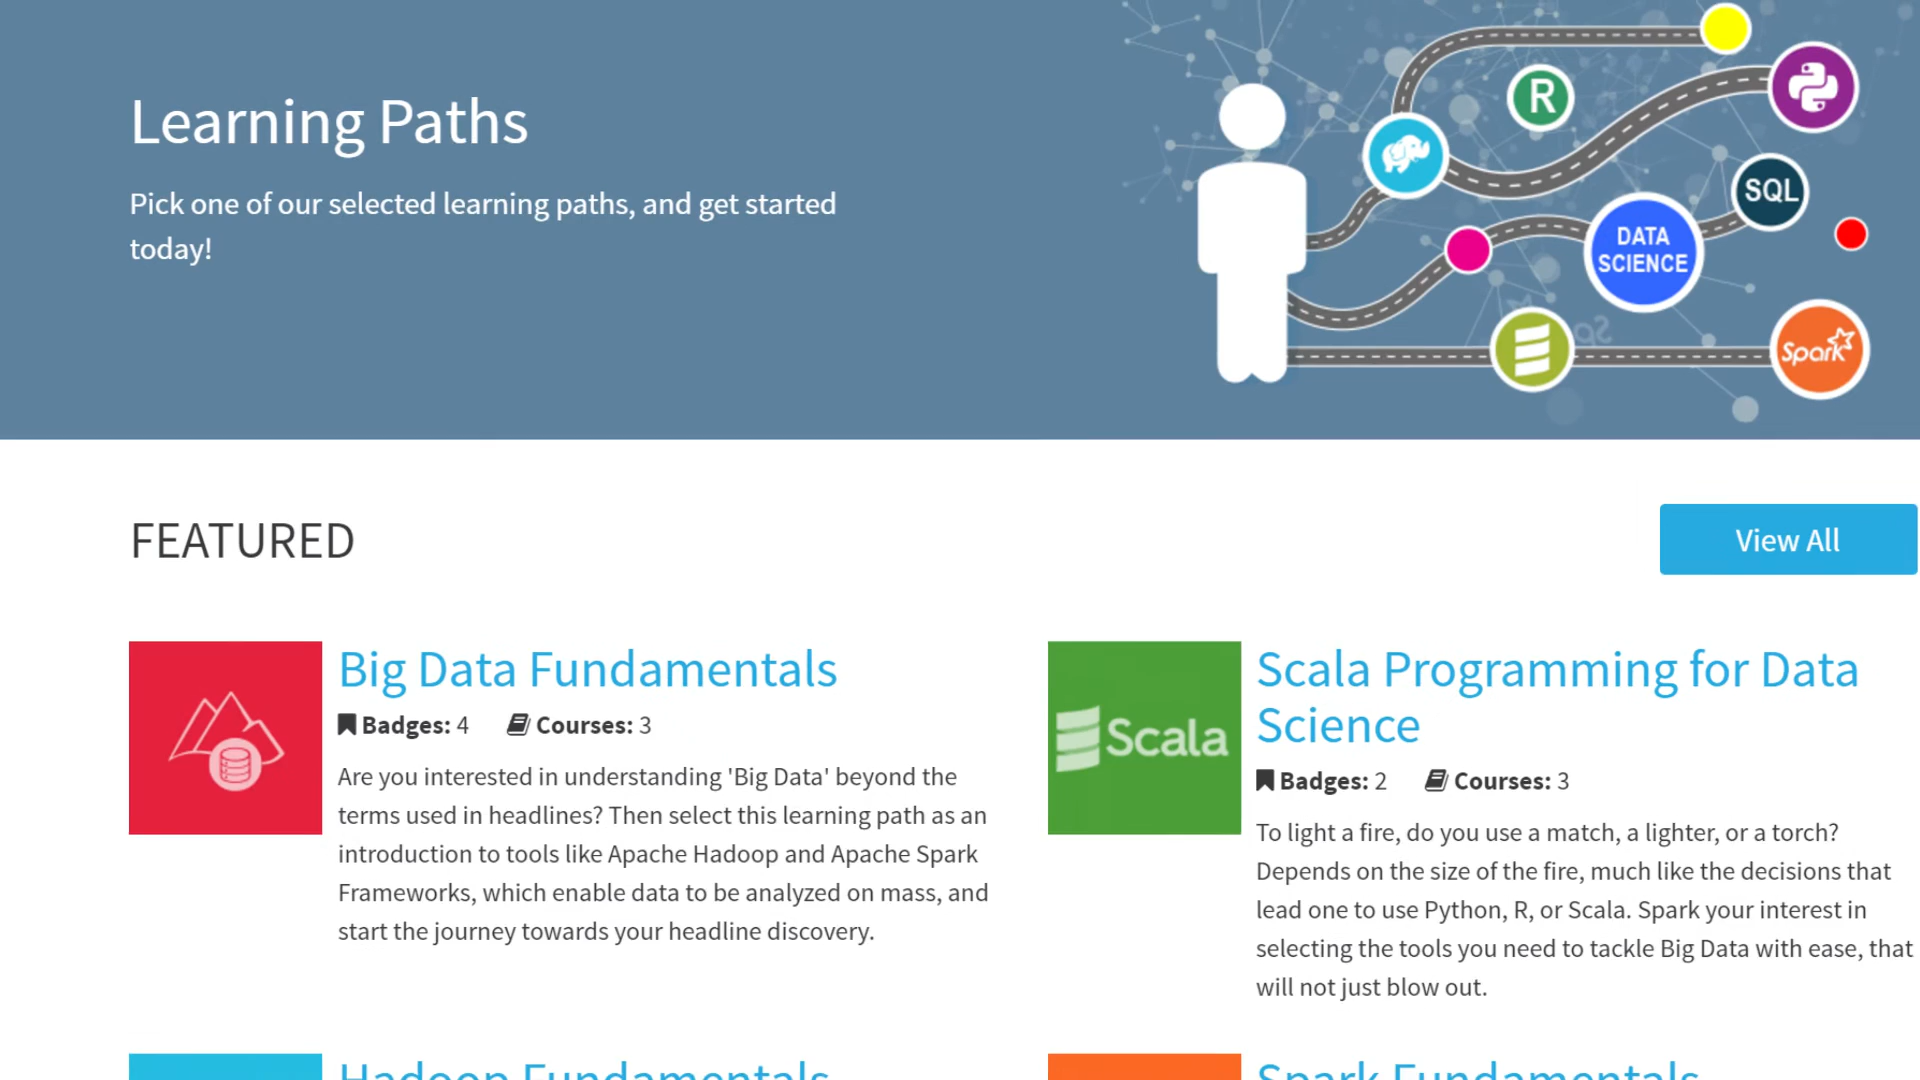 Learning Paths
Pick one of our selected learning paths, and get started
today!
R
SQL
DATA
SCIENCE
Spark
FEATURED
View All
Big Data Fundamentals
Badges: 4 Courses: 3
Are you interested in understanding 'Big Data' beyond the
terms used in headlines? Then select this learning path as an
introduction to tools like Apache Hadoop and Apache Spark
Frameworks, which enable data to be analyzed on mass, and
start the journey towards your headline discovery.
Scala
Scala Programming for Data
Science
Badges: 2 Courses: 3
To light a fire, do you use a match, a lighter, or a torch?
Depends on the size of the fire, much like the decisions that
lead one to use Python, R, or Scala. Spark your interest in
selecting the tools you need to tackle Big Data with ease, that
will not just blow out.
Hadoop Fundamentals
Spark Fundamentals